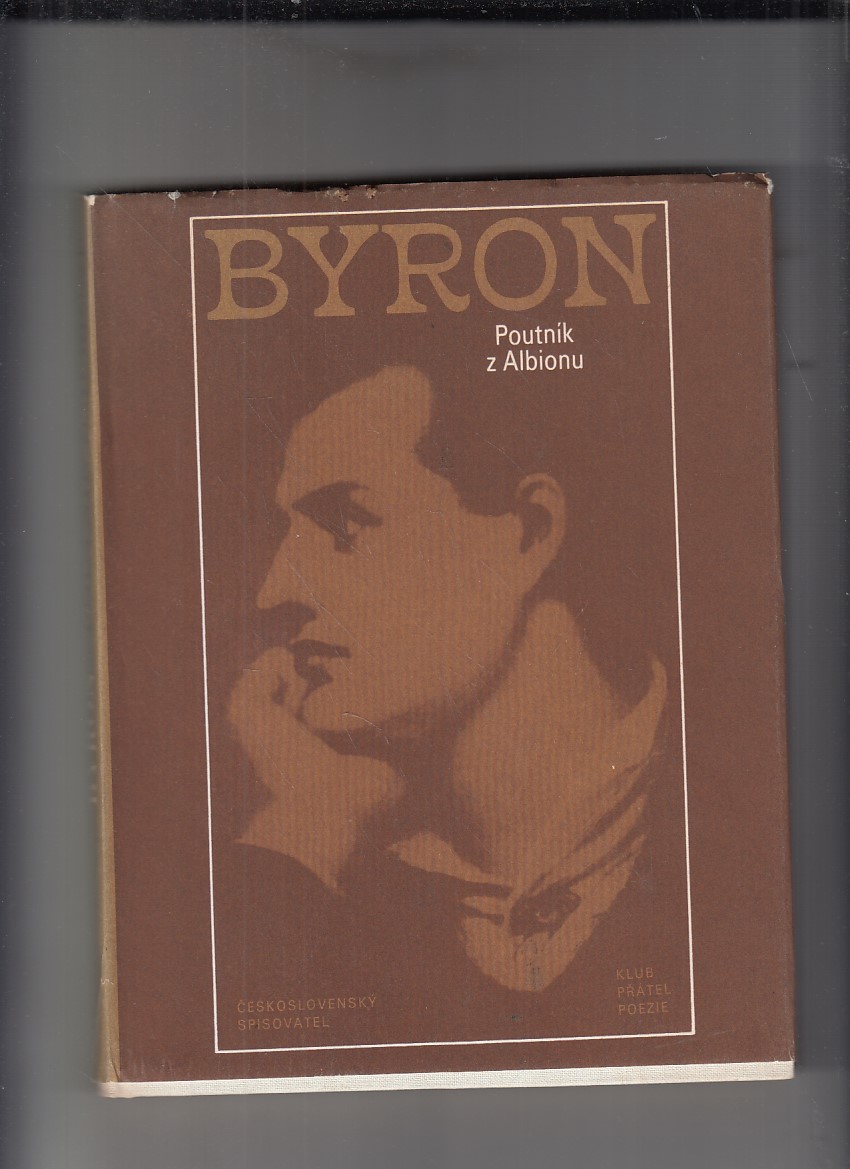 BYRON
Poutník
z Albionu
ČESKOSLOVENSKÝ
SPISOVATEL
KLUB
PŘÁTEL
POEZIE